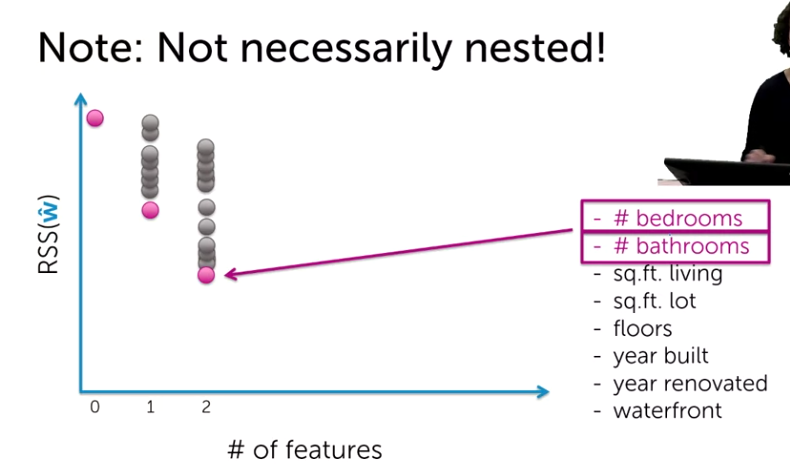 Note: Not necessarily nested!
RSS(ŵ)
0 1 2
# of features
- # bedrooms
- # bathrooms
- sq.ft. living
- sq.ft. lot
- floors
- year built
- year renovated
- waterfront